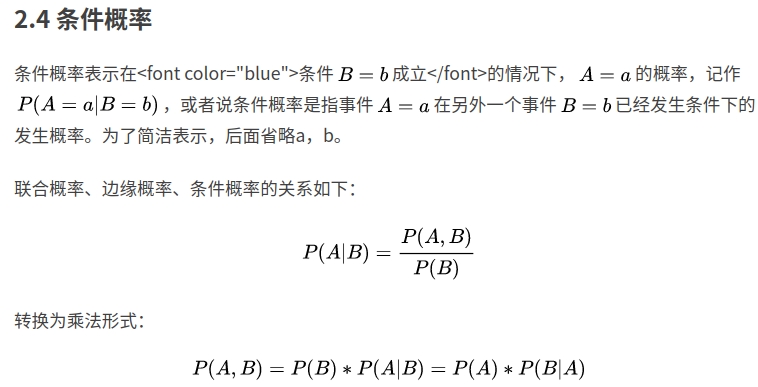 2.4 条件概率
条件概率表示在<font color="blue">条件 B = b 成立</font>的情况下， A = a 的概率，记作
P(A = a|B = b) ，或者说条件概率是指事件 A = a 在另外一个事件 B = b 已经发生条件下的
发生概率。为了简洁表示，后面省略a，b。
联合概率、边缘概率、条件概率的关系如下：
P(A|B) = P(A, B) / P(B)
转换为乘法形式：
P(A, B) = P(B) ∗ P(A|B) = P(A) ∗ P(B|A)